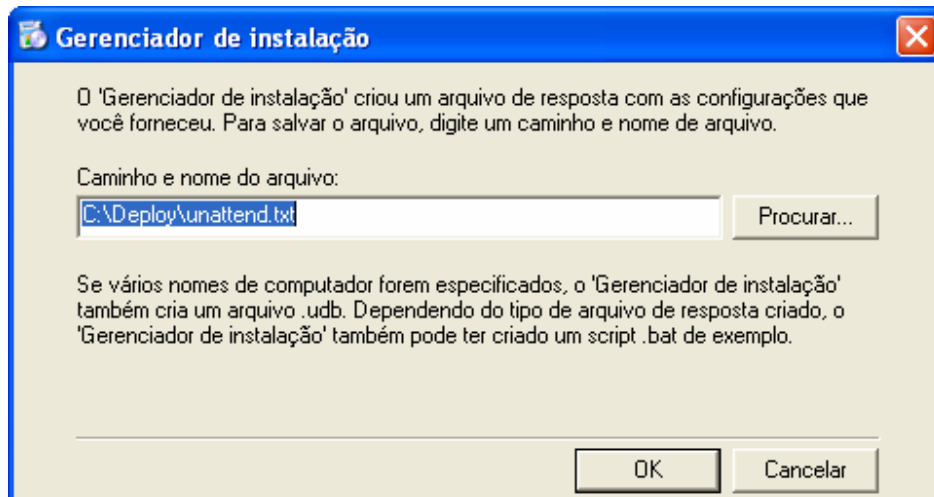 Gerenciador de instalação
O 'Gerenciador de instalação' criou um arquivo de resposta com as configurações que
você forneceu. Para salvar o arquivo, digite um caminho e nome de arquivo.
Caminho e nome do arquivo:
C:\Deploy\unattend.txt
Procurar...
Se vários nomes de computador forem especificados, o 'Gerenciador de instalação'
também cria um arquivo .udb. Dependendo do tipo de arquivo de resposta criado, o
'Gerenciador de instalação' também pode ter criado um script .bat de exemplo.
OK
Cancelar